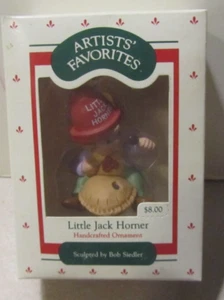 ARTISTS'
FAVORITES
LITTLE
JACK
HORNER
$8.00
Little Jack Horner
Handcrafted Ornament
Sculpted by Bob Siedler